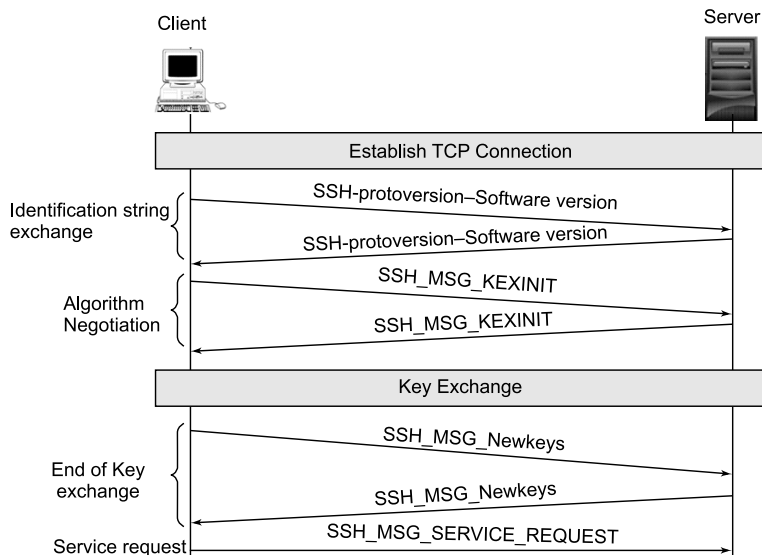 Client
Server
Establish TCP Connection
Identification string
exchange
SSH-protoversion–Software version
SSH-protoversion–Software version
Algorithm
Negotiation
SSH_MSG_KEXINIT
SSH_MSG_KEXINIT
Key Exchange
End of Key
exchange
SSH_MSG_Newkeys
SSH_MSG_Newkeys
Service request
SSH_MSG_SERVICE_REQUEST